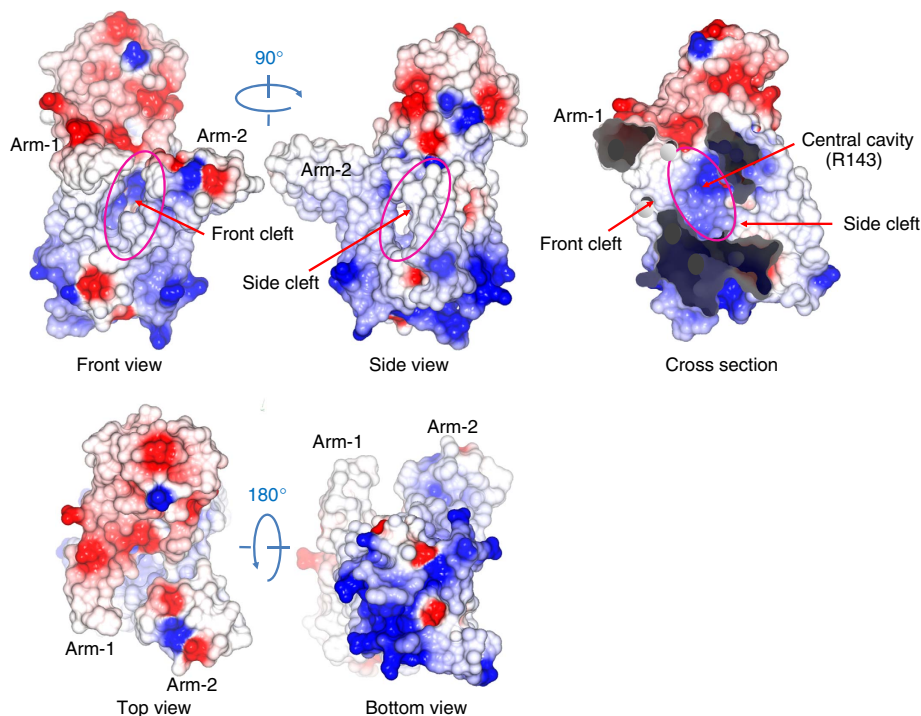 90°
Arm-1
Arm-2
Front cleft
Front view
Arm-2
Side cleft
Side view
Arm-1
Central cavity
(R143)
Front cleft
Side cleft
Cross section
Arm-1
Arm-2
Top view
180°
Arm-1
Arm-2
Bottom view